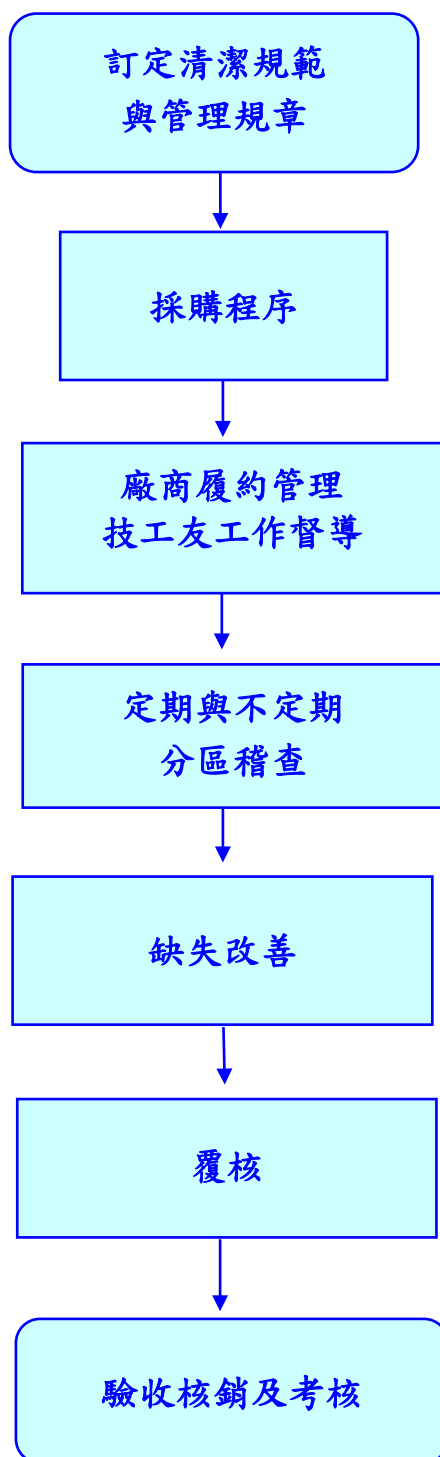 訂定清潔規範
與管理規章
採購程序
廠商履約管理
技工友工作督導
定期與不定期
分區稽查
缺失改善
覆核
驗收核銷及考核